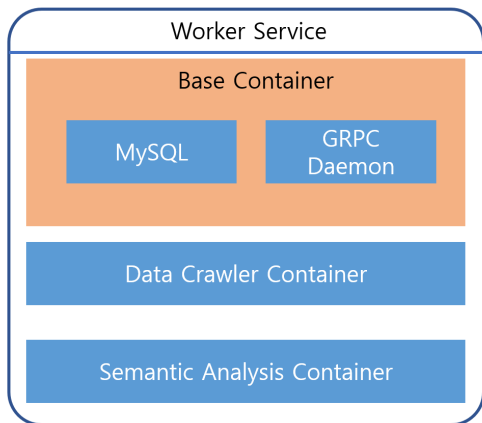 Worker Service
Base Container
MySQL
GRPC
Daemon
Data Crawler Container
Semantic Analysis Container